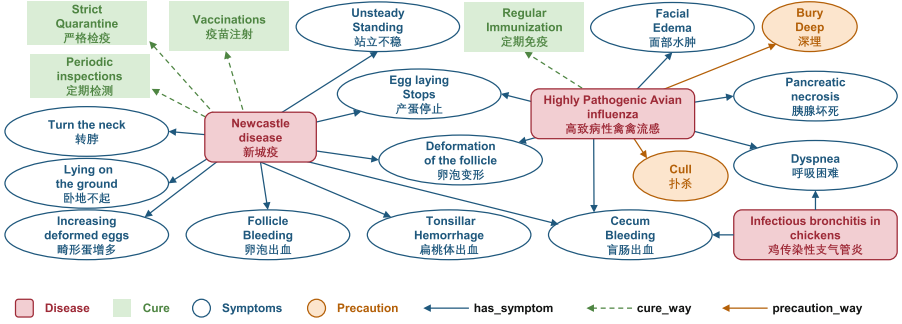 Strict
Quarantine
严格检疫
Vaccinations
疫苗注射
Unsteady
Standing
站立不稳
Regular
Immunization
定期免疫
Facial
Edema
面部水肿
Bury
Deep
深埋
Periodic
inspections
定期检测
Egg laying
Stops
产蛋停止
Highly Pathogenic Avian
influenza
高致病性禽禽流感
Pancreatic
necrosis
胰腺坏死
Turn the neck
转脖
Newcastle
disease
新城疫
Deformation
of the follicle
卵泡变形
Cull
扑杀
Dyspnea
呼吸困难
Lying on
the ground
卧地不起
Increasing
deformed eggs
畸形蛋增多
Follicle
Bleeding
卵泡出血
Tonsillar
Hemorrhage
扁桃体出血
Cecum
Bleeding
盲肠出血
Infectious bronchitis in
chickens
鸡传染性支气管炎
Disease
Cure
Symptoms
Precaution
has_symptom
cure_way
precaution_way